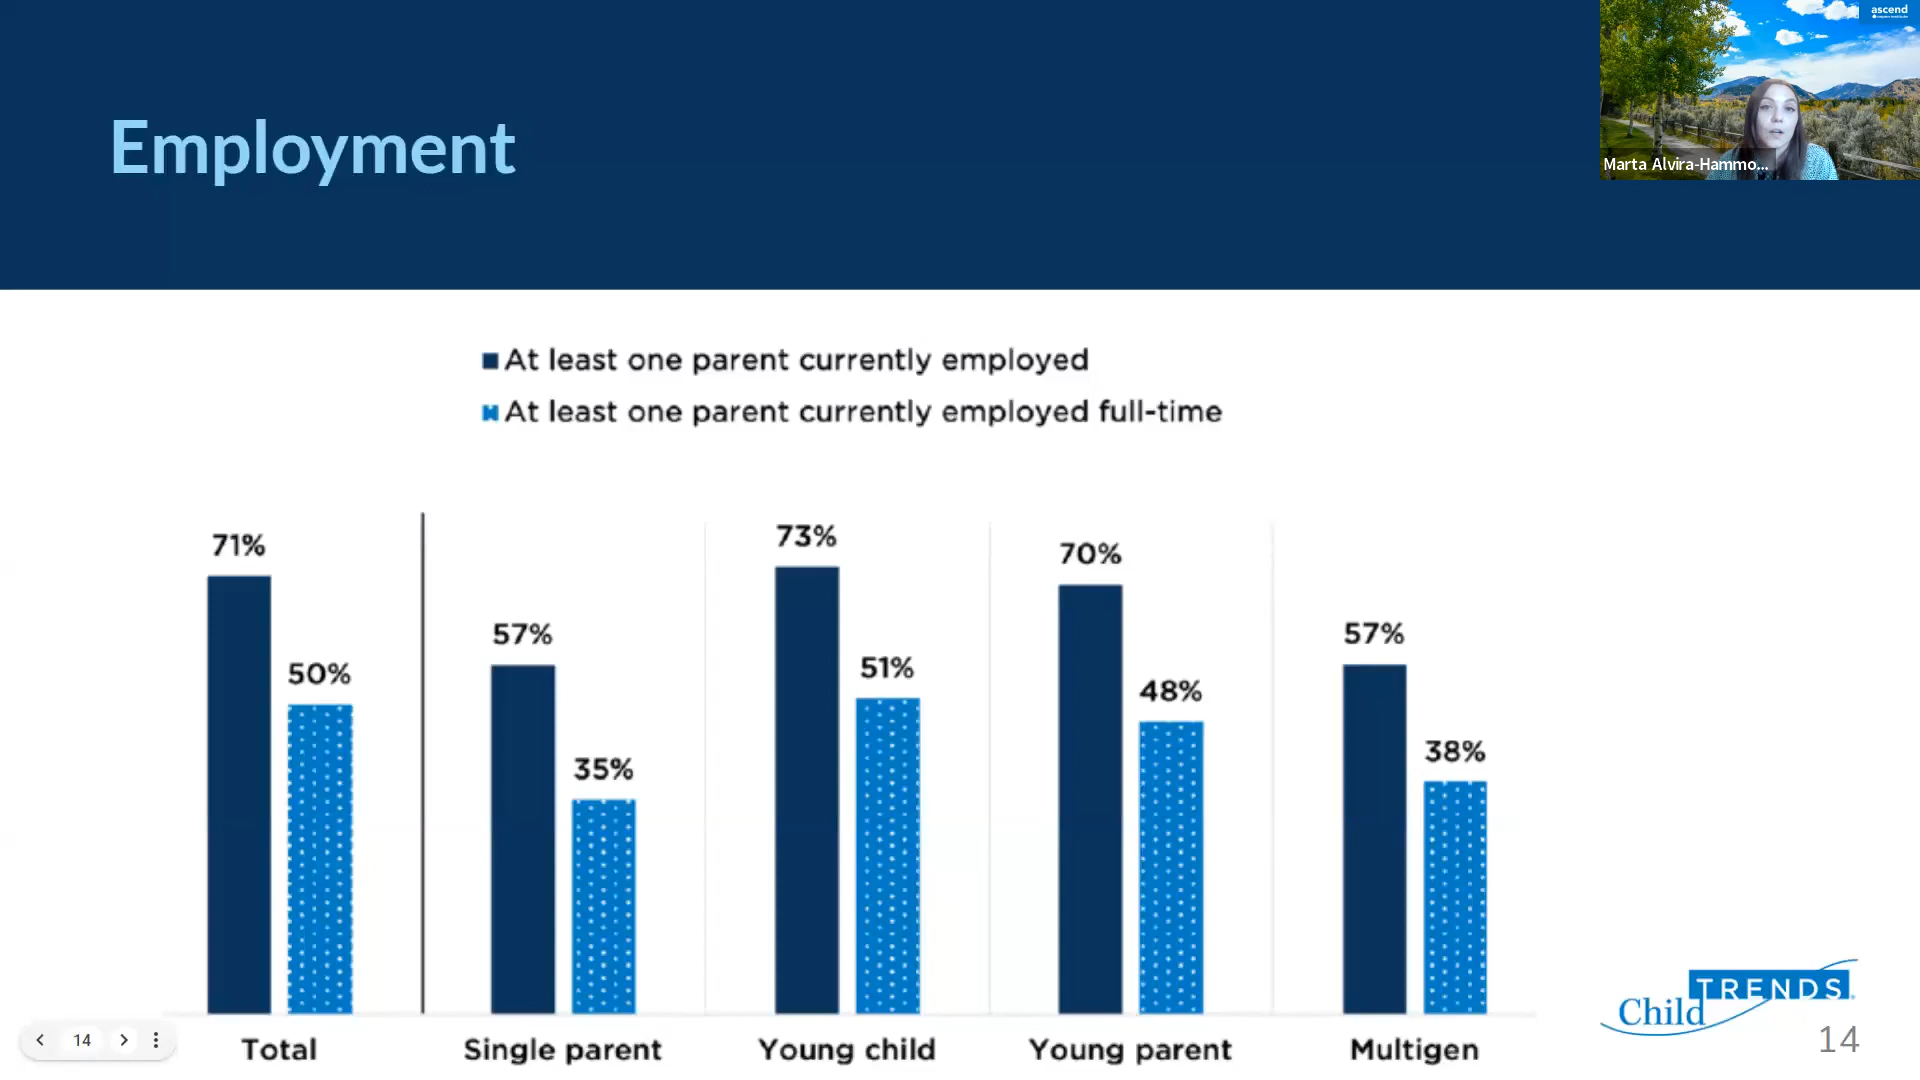 ascend
Employment
Marta Alvira-Hammo...
At least one parent currently employed
At least one parent currently employed full-time
71%
50%
57%
35%
73%
51%
70%
48%
57%
38%
Total
Single parent
Young child
Young parent
Multigen
Child TRENDS
14
14